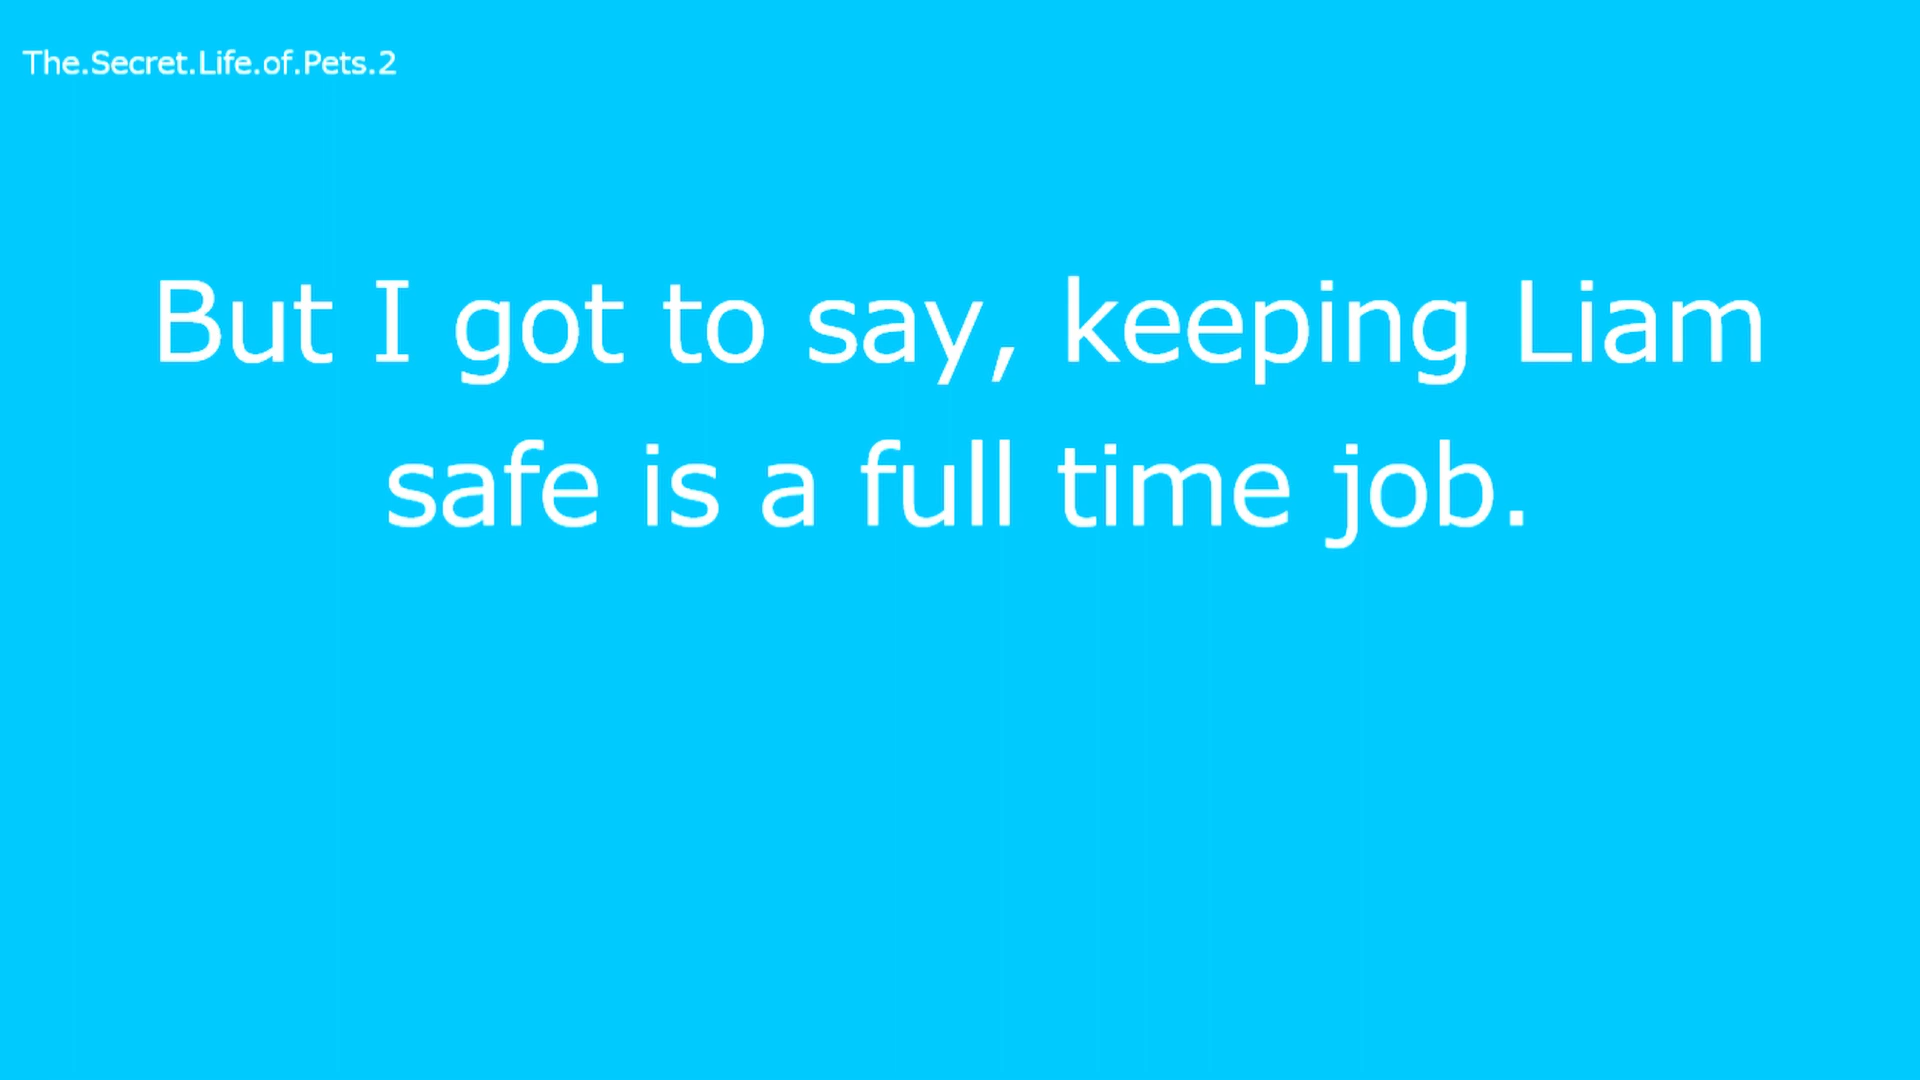 The.Secret.Life.of.Pets.2
But I got to say, keeping Liam
safe is a full time job.